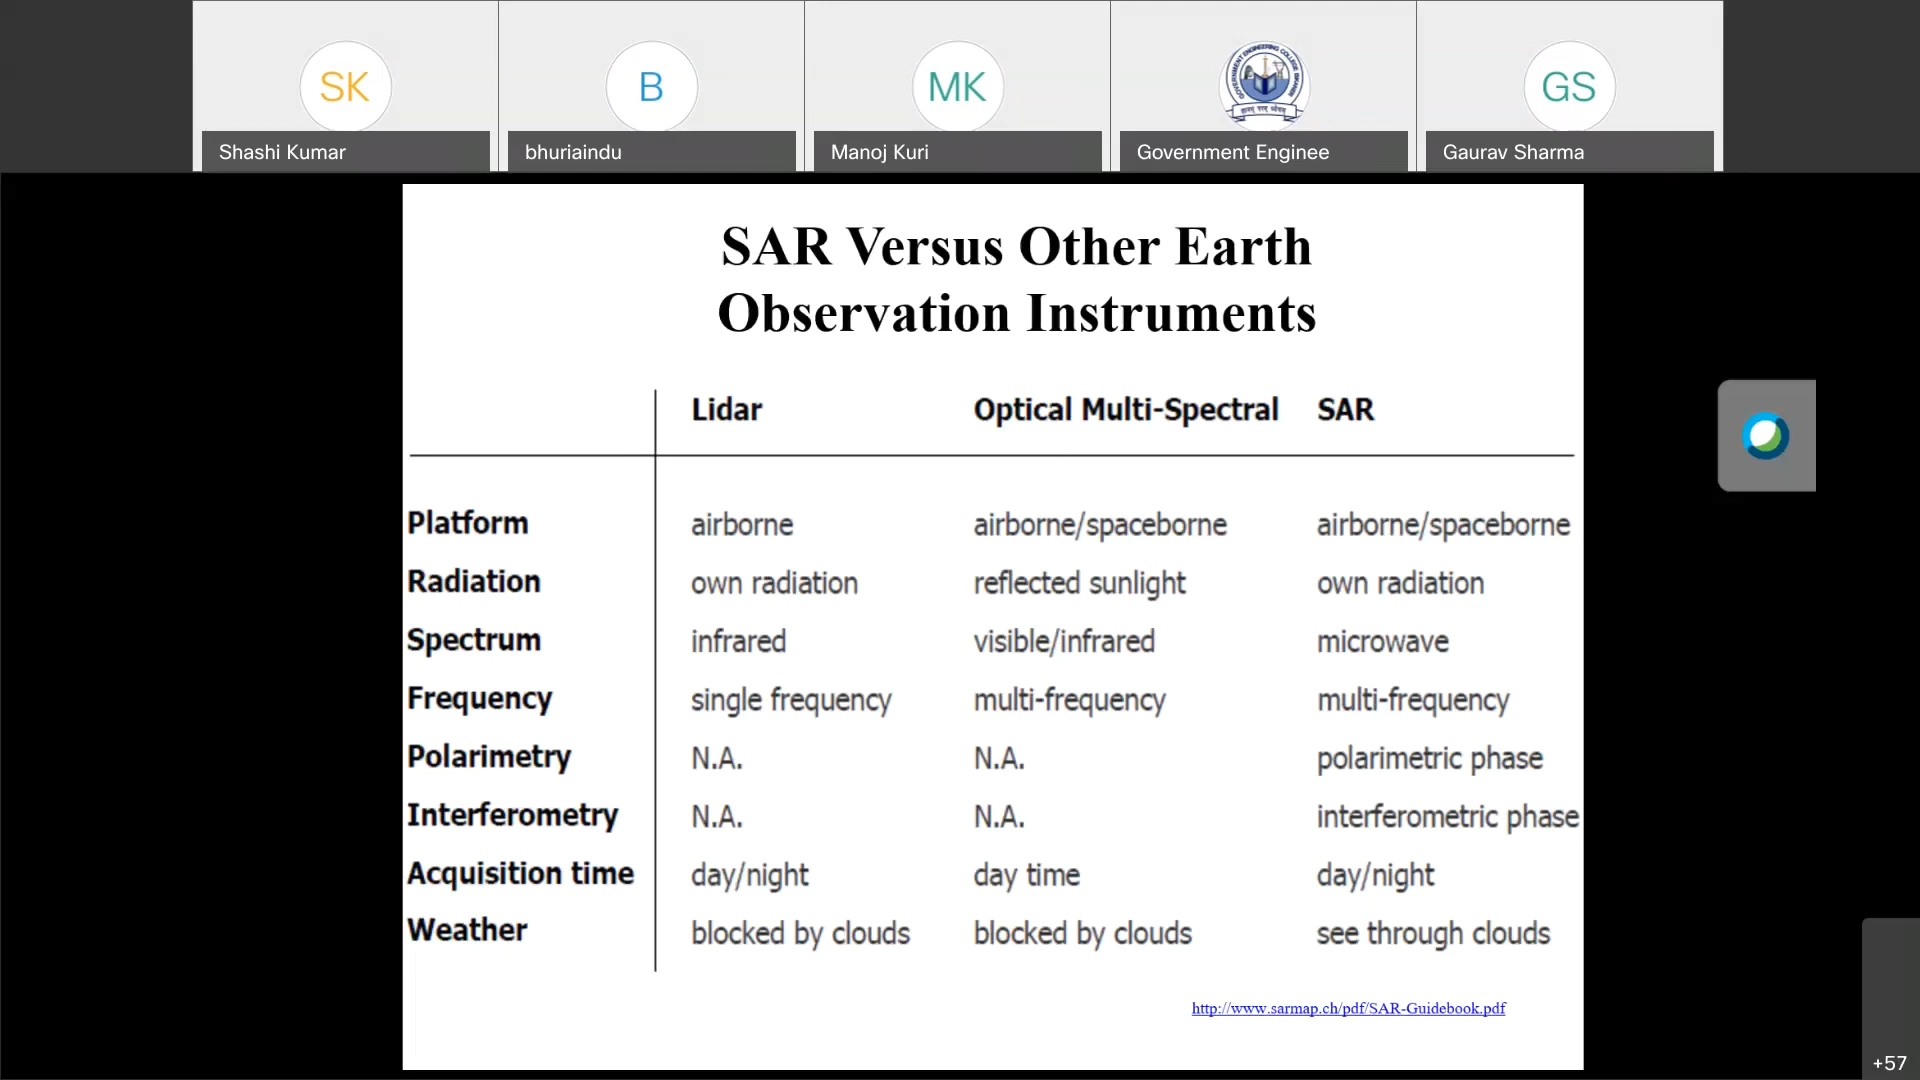 SK
B
MK
GOVERNMENT ENGINEERING COLLEGE BIKANER
GS
Shashi Kumar
bhuriaindu
Manoj Kuri
Government Enginee
Gaurav Sharma
SAR Versus Other Earth
Observation Instruments
Lidar Optical Multi-Spectral SAR
Platform airborne airborne/spaceborne airborne/spaceborne
Radiation own radiation reflected sunlight own radiation
Spectrum infrared visible/infrared microwave
Frequency single frequency multi-frequency multi-frequency
Polarimetry N.A. N.A. polarimetric phase
Interferometry N.A. N.A. interferometric phase
Acquisition time day/night day time day/night
Weather blocked by clouds blocked by clouds see through clouds
http://www.sarmap.ch/pdf/SAR-Guidebook.pdf
+57